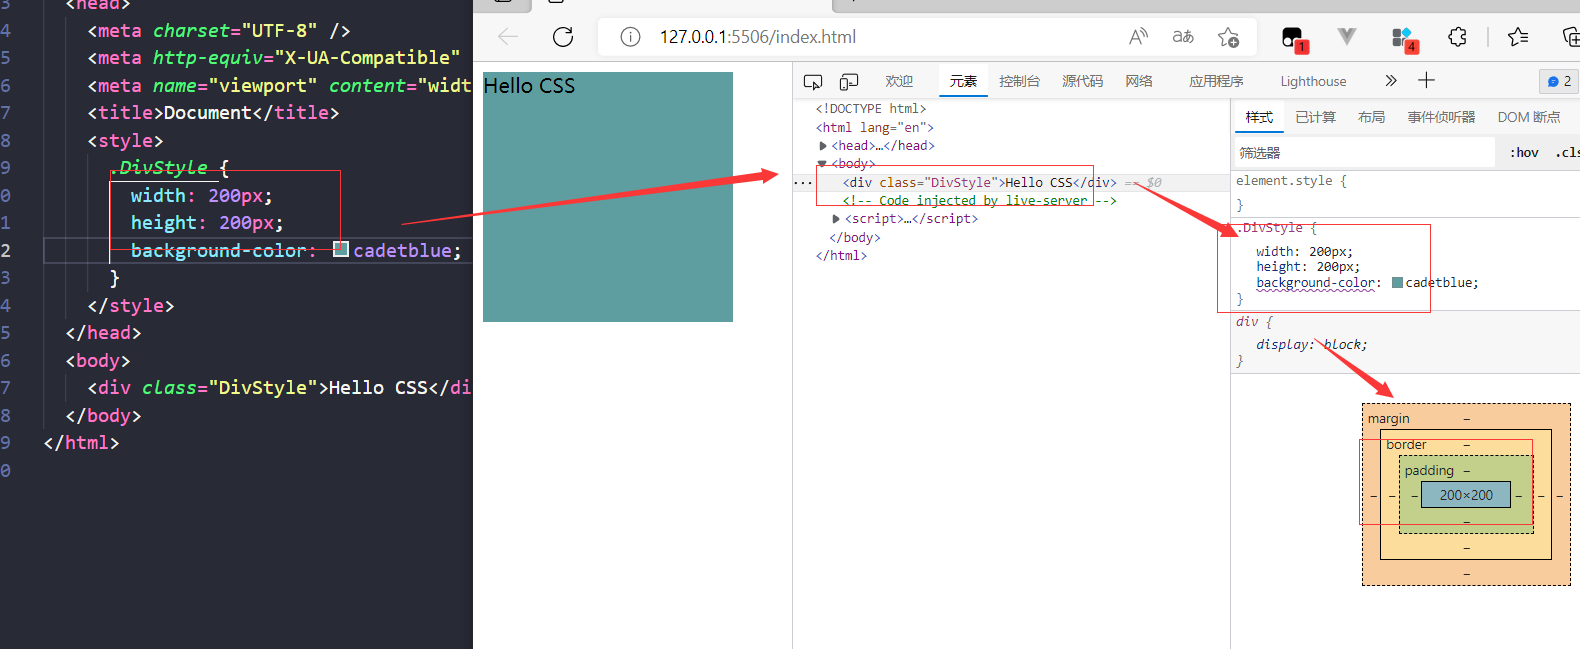 3 <head>
4 <meta charset="UTF-8" />
5 <meta http-equiv="X-UA-Compatible"
6 <meta name="viewport" content="widt
7 <title>Document</title>
8 <style>
9 .DivStyle {
0 width: 200px;
1 height: 200px;
2 background-color: cadetblue;
3 }
4 </style>
5 </head>
6 <body>
7 <div class="DivStyle">Hello CSS</di
8 </body>
9 </html>
0
127.0.0.1:5506/index.html
aあ
1
4
Hello CSS
欢迎 元素 控制台 源代码 网络 应用程序 Lighthouse » + 2
<!DOCTYPE html>
<html lang="en">
<head>…</head>
<body>
··· <div class="DivStyle">Hello CSS</div> == $0
<!-- Code injected by live-server -->
<script>…</script>
</body>
</html>
样式 已计算 布局 事件侦听器 DOM 断点
筛选器 :hov .cls
element.style {
}
.DivStyle {
width: 200px;
height: 200px;
background-color: cadetblue;
}
div {
display: block;
}
margin –
border –
padding –
– – – 200×200 – – –
–
–
–